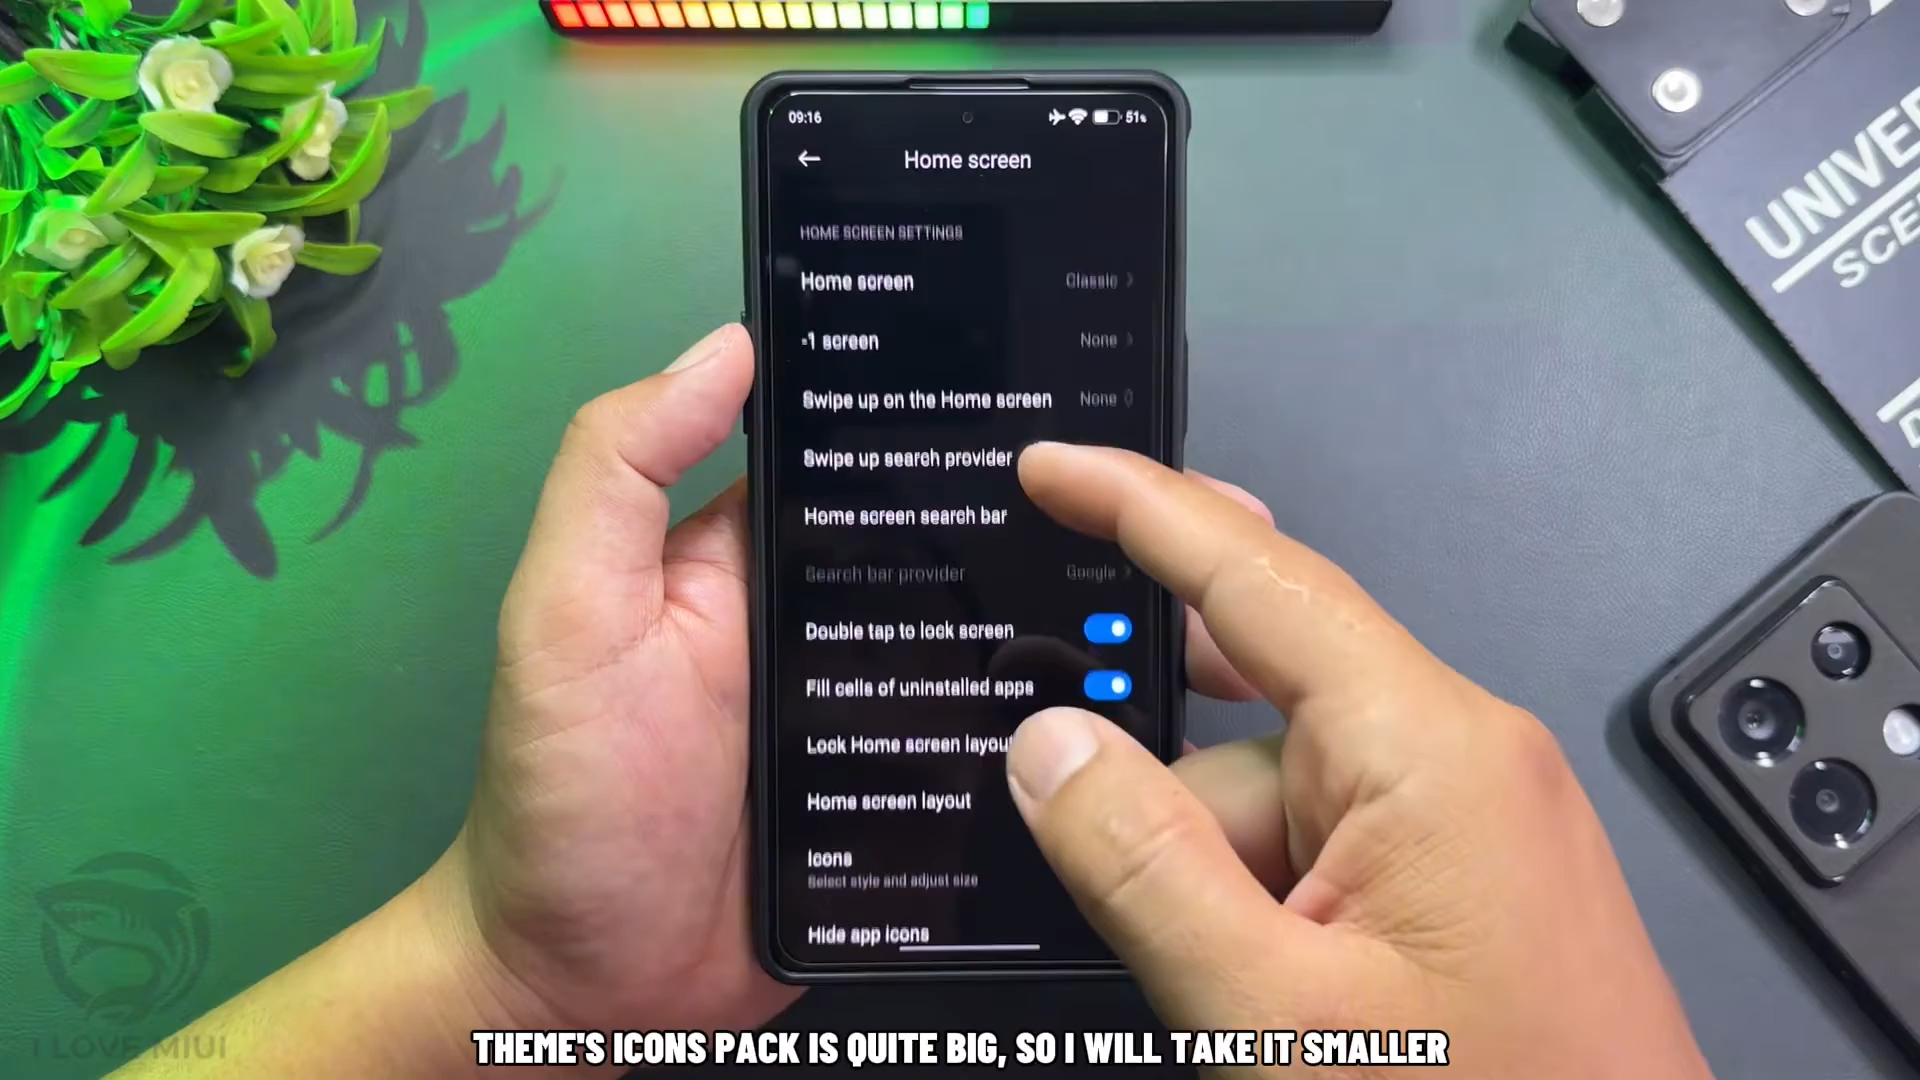 09:16
51%
Home screen
HOME SCREEN SETTINGS
Home screen
Classic
-1 screen
None
Swipe up on the Home screen
None
Swipe up search provider
Home screen search bar
Search bar provider
Google
Double tap to lock screen
Fill cells of uninstalled apps
Lock Home screen layout
Home screen layout
Icons
Select style and adjust size
Hide app icons
I LOVE MIUI
THEME'S ICONS PACK IS QUITE BIG, SO I WILL TAKE IT SMALLER